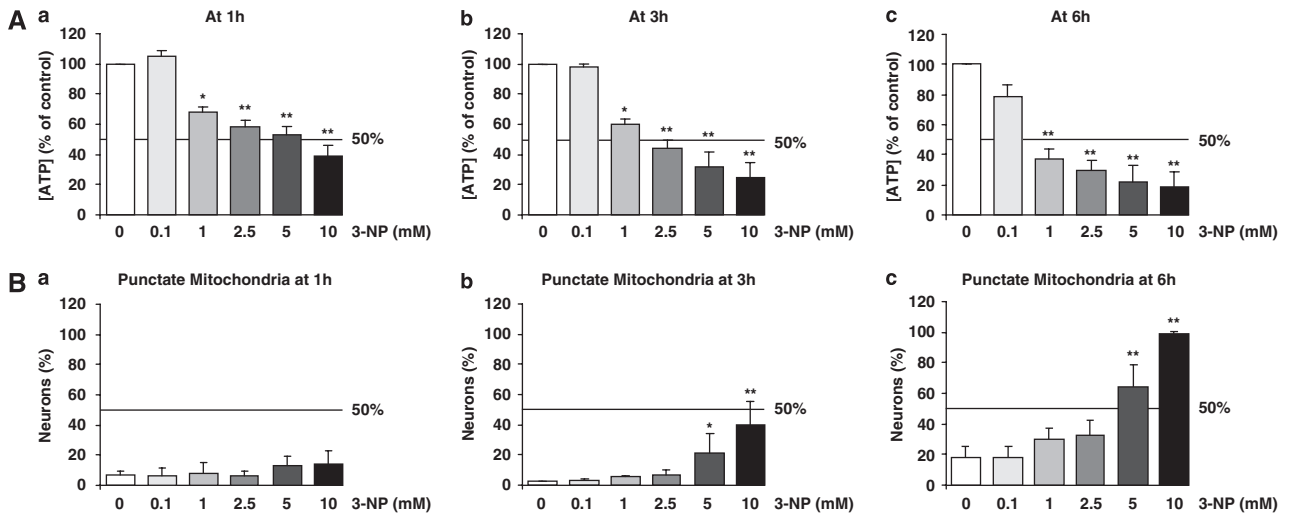 A a At 1h
[ATP] (% of control)
120
100
80
60
40
20
0
* ** ** **
50%
0 0.1 1 2.5 5 10 3-NP (mM)
b At 3h
[ATP] (% of control)
120
100
80
60
40
20
0
* ** ** **
50%
0 0.1 1 2.5 5 10 3-NP (mM)
c At 6h
[ATP] (% of control)
120
100
80
60
40
20
0
** ** ** **
50%
0 0.1 1 2.5 5 10 3-NP (mM)
B a Punctate Mitochondria at 1h
Neurons (%)
120
100
80
60
40
20
0
50%
0 0.1 1 2.5 5 10 3-NP (mM)
b Punctate Mitochondria at 3h
Neurons (%)
120
100
80
60
40
20
0
* **
50%
0 0.1 1 2.5 5 10 3-NP (mM)
c Punctate Mitochondria at 6h
Neurons (%)
120
100
80
60
40
20
0
** **
50%
0 0.1 1 2.5 5 10 3-NP (mM)